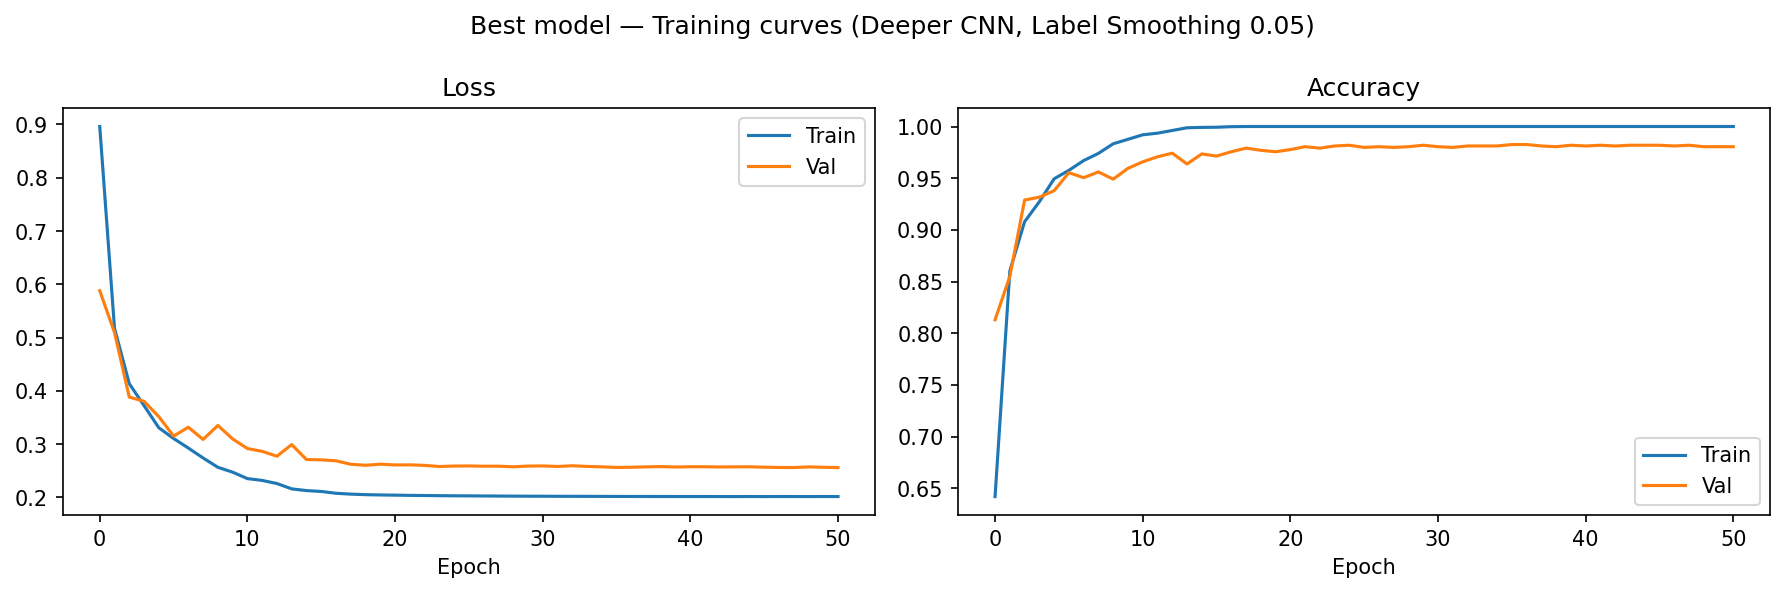 Best model — Training curves (Deeper CNN, Label Smoothing 0.05)
Loss
0.9
0.8
0.7
0.6
0.5
0.4
0.3
0.2
0 10 20 30 40 50
Epoch
Train
Val
Accuracy
1.00
0.95
0.90
0.85
0.80
0.75
0.70
0.65
0 10 20 30 40 50
Epoch
Train
Val